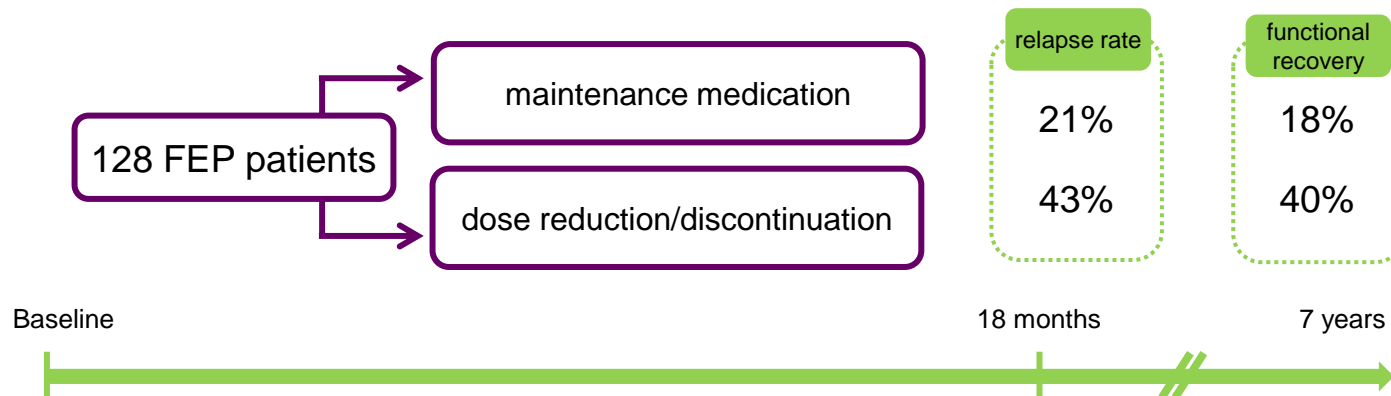 128 FEP patients
maintenance medication
dose reduction/discontinuation
relapse rate
21%
43%
functional
recovery
18%
40%
Baseline
18 months
7 years